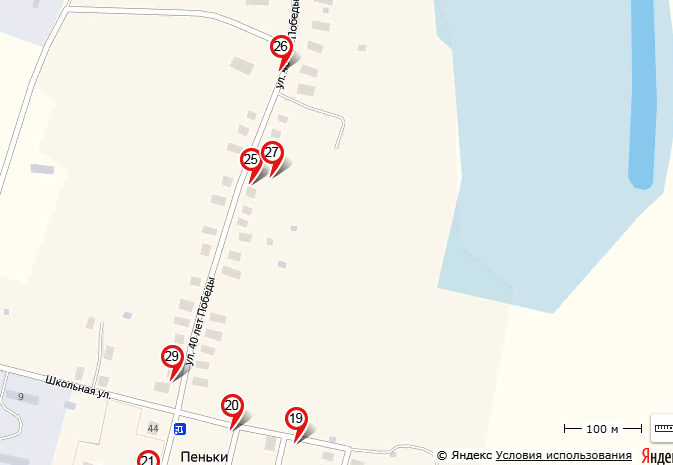 26
ул. 40
Победы
25
27
ул. 40 лет Победы
29
Школьная ул.
9
20
19
44
100 м
21
Пеньки
© Яндекс Условия использования